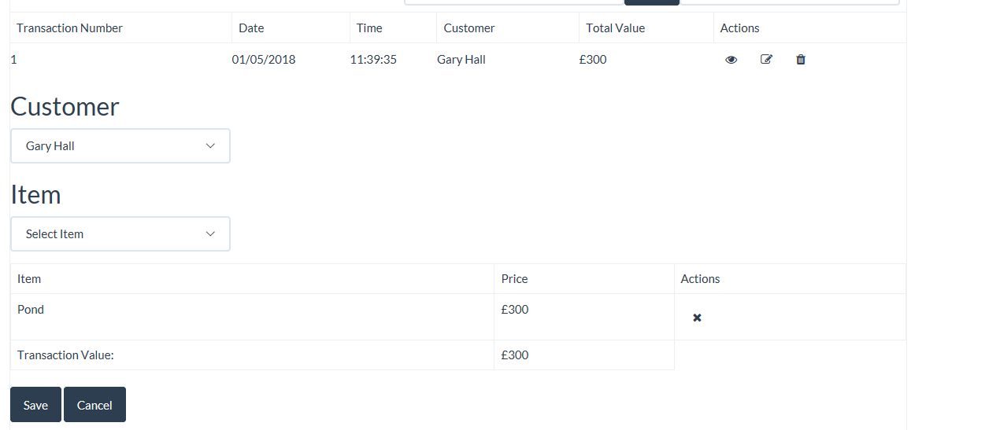 Transaction Number Date Time Customer Total Value Actions
1 01/05/2018 11:39:35 Gary Hall £300
Customer
Gary Hall
Item
Select Item
Item Price Actions
Pond £300
Transaction Value: £300
Save Cancel